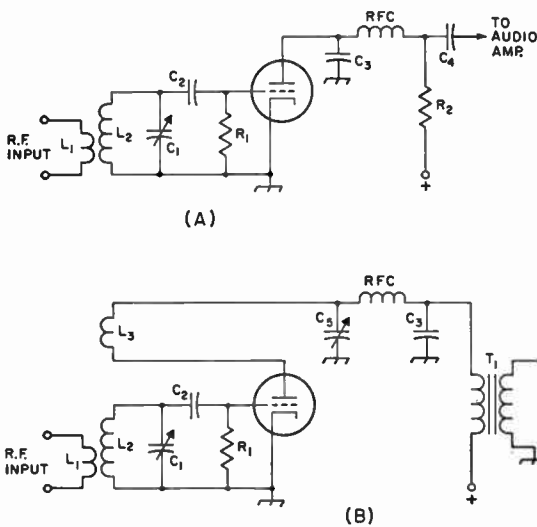 RFC
TO
AUDIO
AMP.
C3
C4
C2
R2
L2
C1
R1
R.F.
INPUT
L1
+
(A)
RFC
C5
C3
L3
T1
C2
L2
C1
R1
R.F.
INPUT
L1
+
(B)